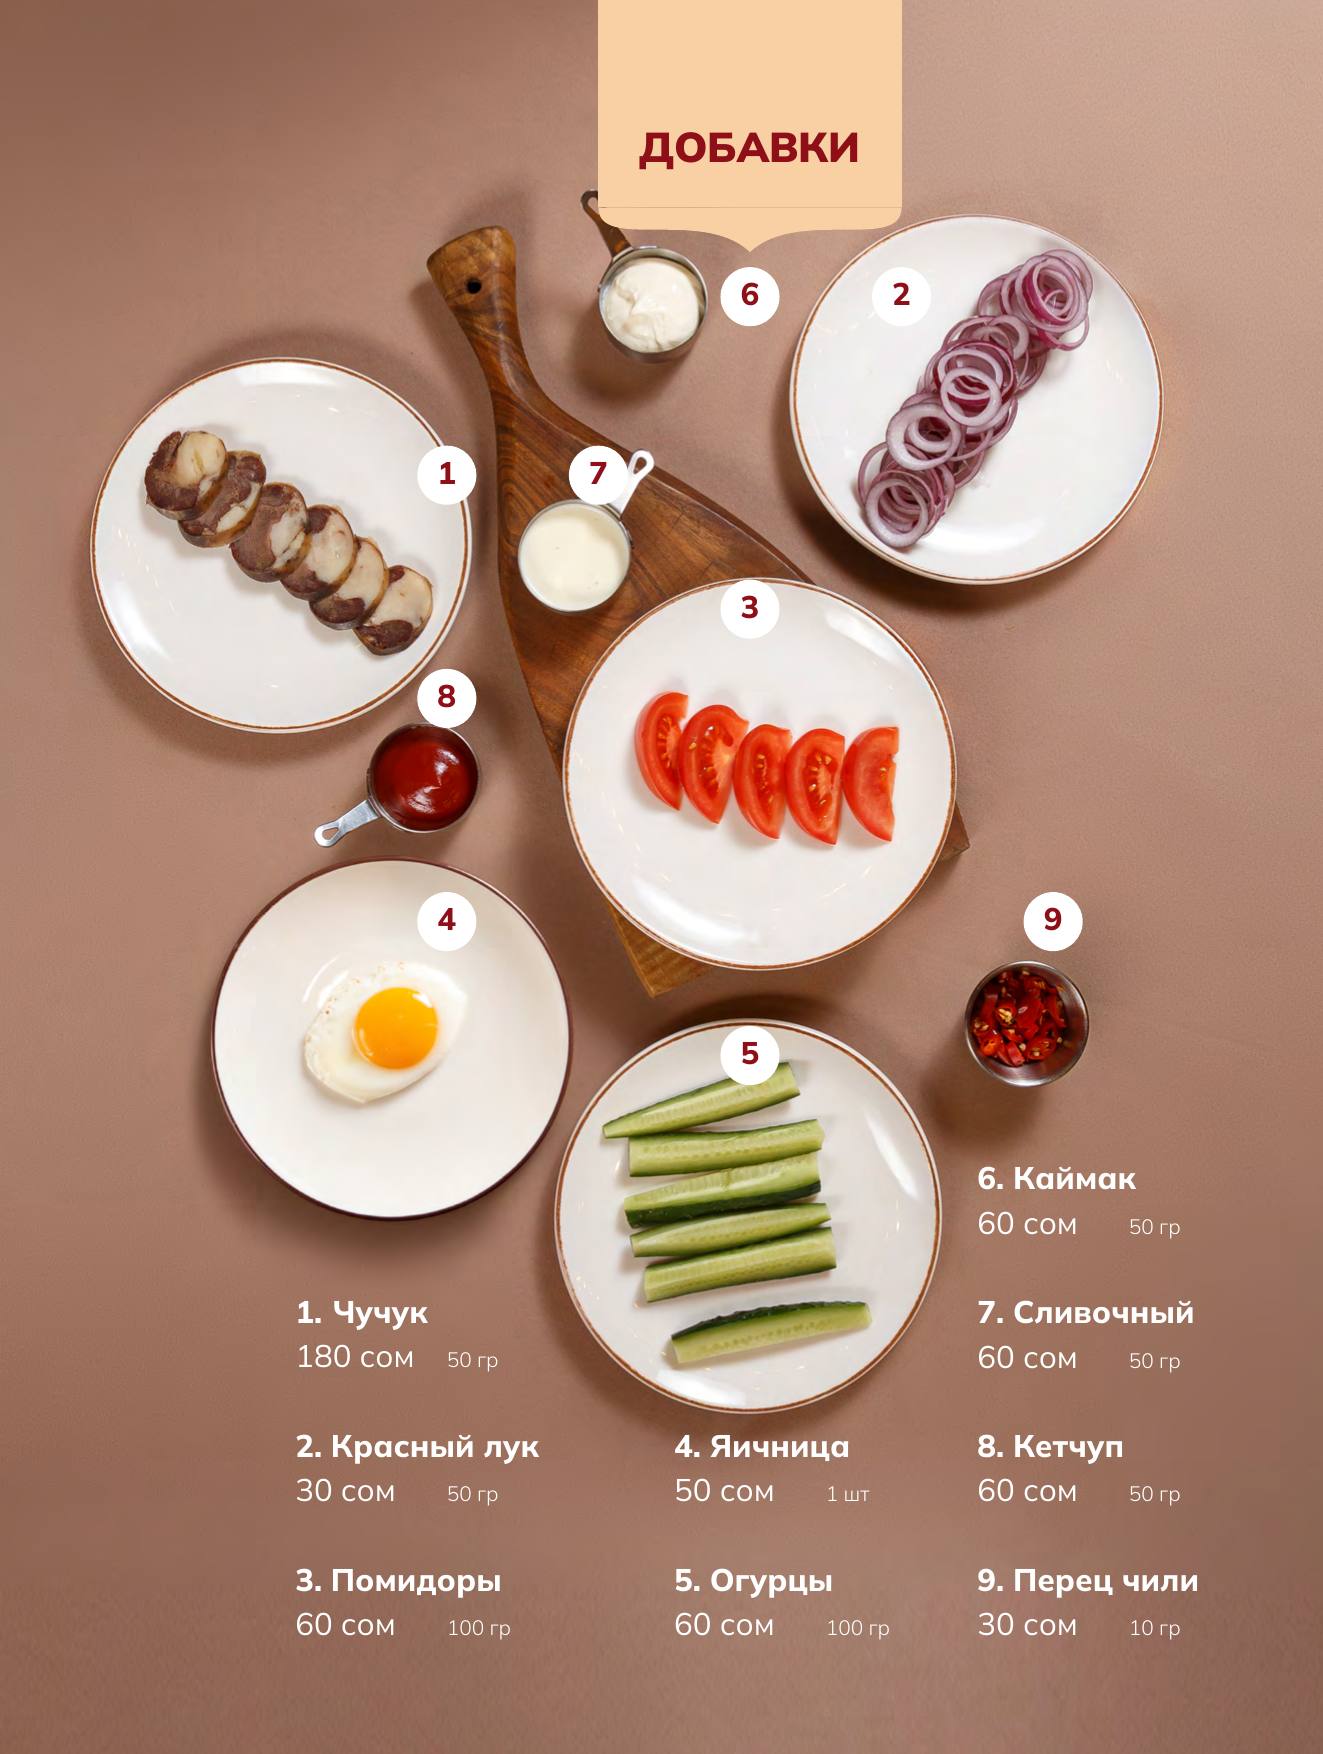 ДОБАВКИ
6
2
1
7
3
8
4
9
5
6. Каймак
60 сом 50 гр
1. Чучук
180 сом 50 гр
7. Сливочный
60 сом 50 гр
2. Красный лук
30 сом 50 гр
4. Яичница
50 сом 1 шт
8. Кетчуп
60 сом 50 гр
3. Помидоры
60 сом 100 гр
5. Огурцы
60 сом 100 гр
9. Перец чили
30 сом 10 гр